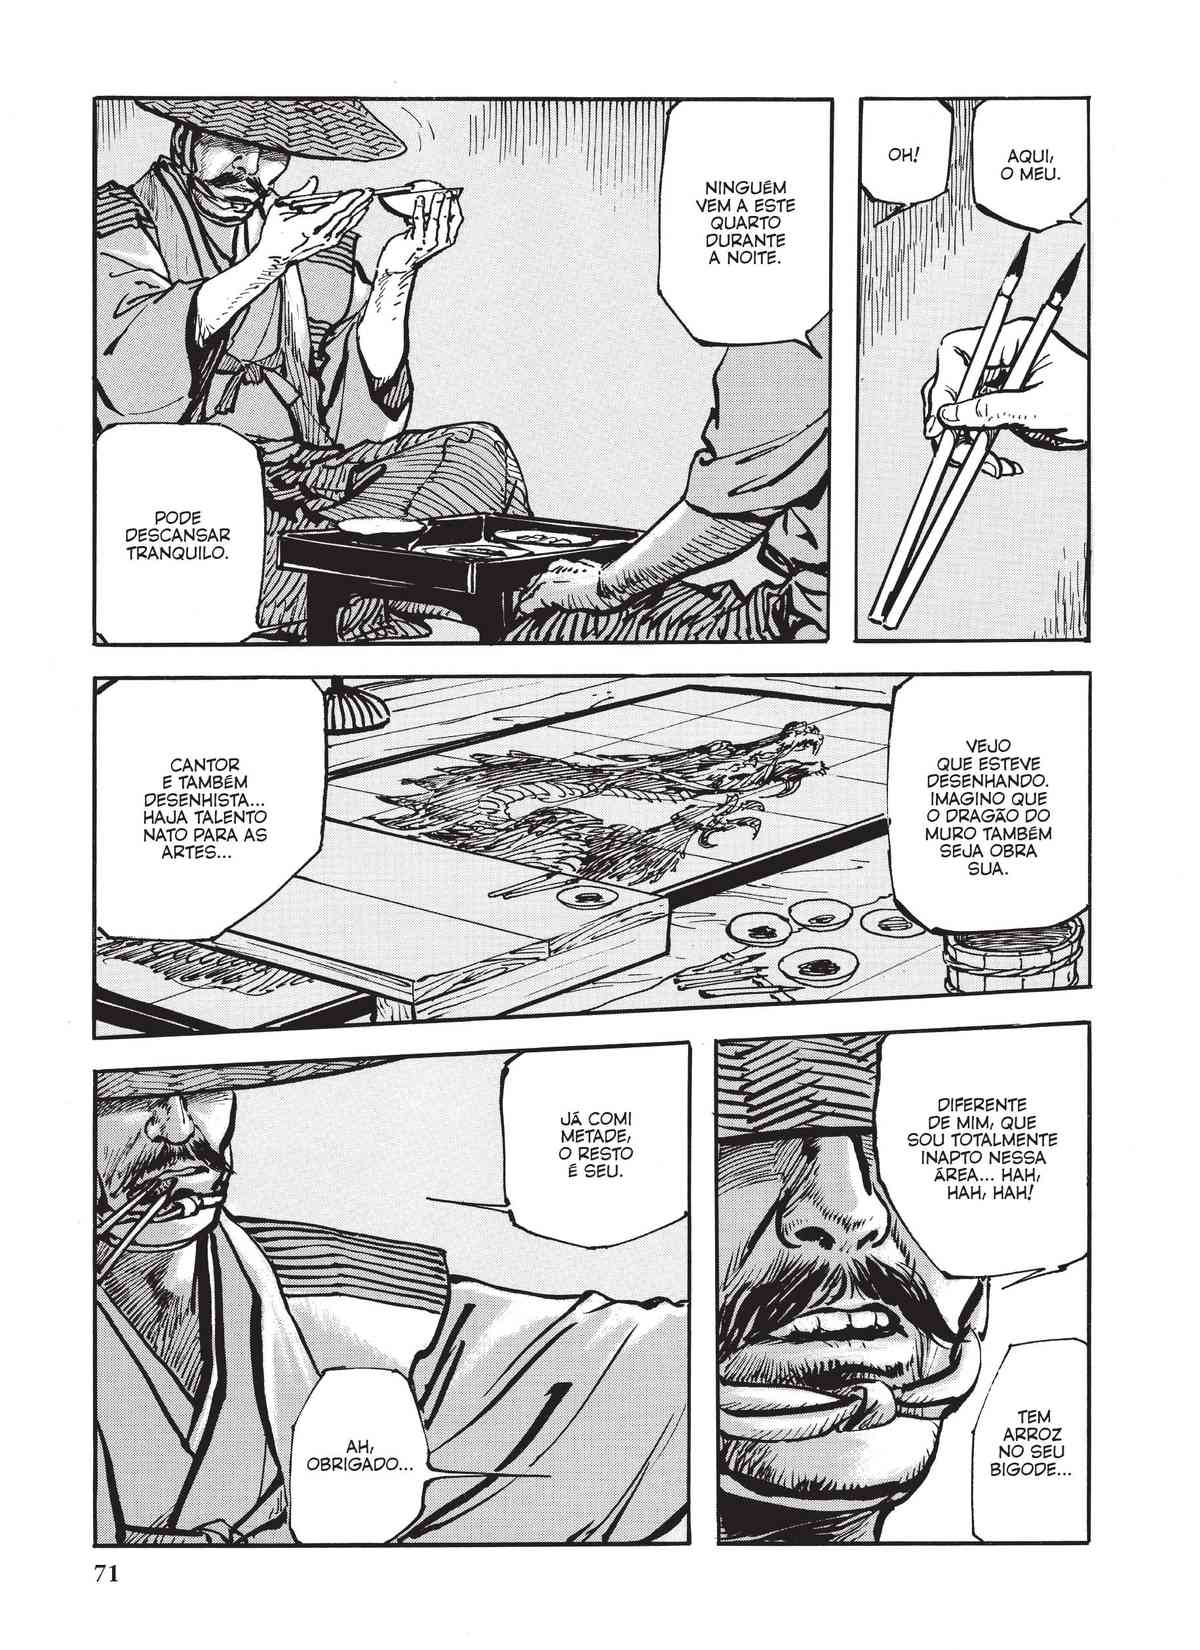 AQUI,
O MEU.
OH!
NINGUÉM
VEM A ESTE
QUARTO
DURANTE
A NOITE.
PODE
DESCANSAR
TRANQUILO.
VEJO
QUE ESTEVE
DESENHANDO.
IMAGINO QUE
O DRAGÃO DO
MURO TAMBÉM
SEJA OBRA
SUA.
CANTOR
E TAMBÉM
DESENHISTA...
HAJA TALENTO
NATO PARA AS
ARTES...
DIFERENTE
DE MIM, QUE
SOU TOTALMENTE
INAPTO NESSA
ÁREA... HAH,
HAH, HAH!
TEM
ARROZ
NO SEU
BIGODE...
JÁ COMI
METADE,
O RESTO
É SEU.
AH,
OBRIGADO...
71